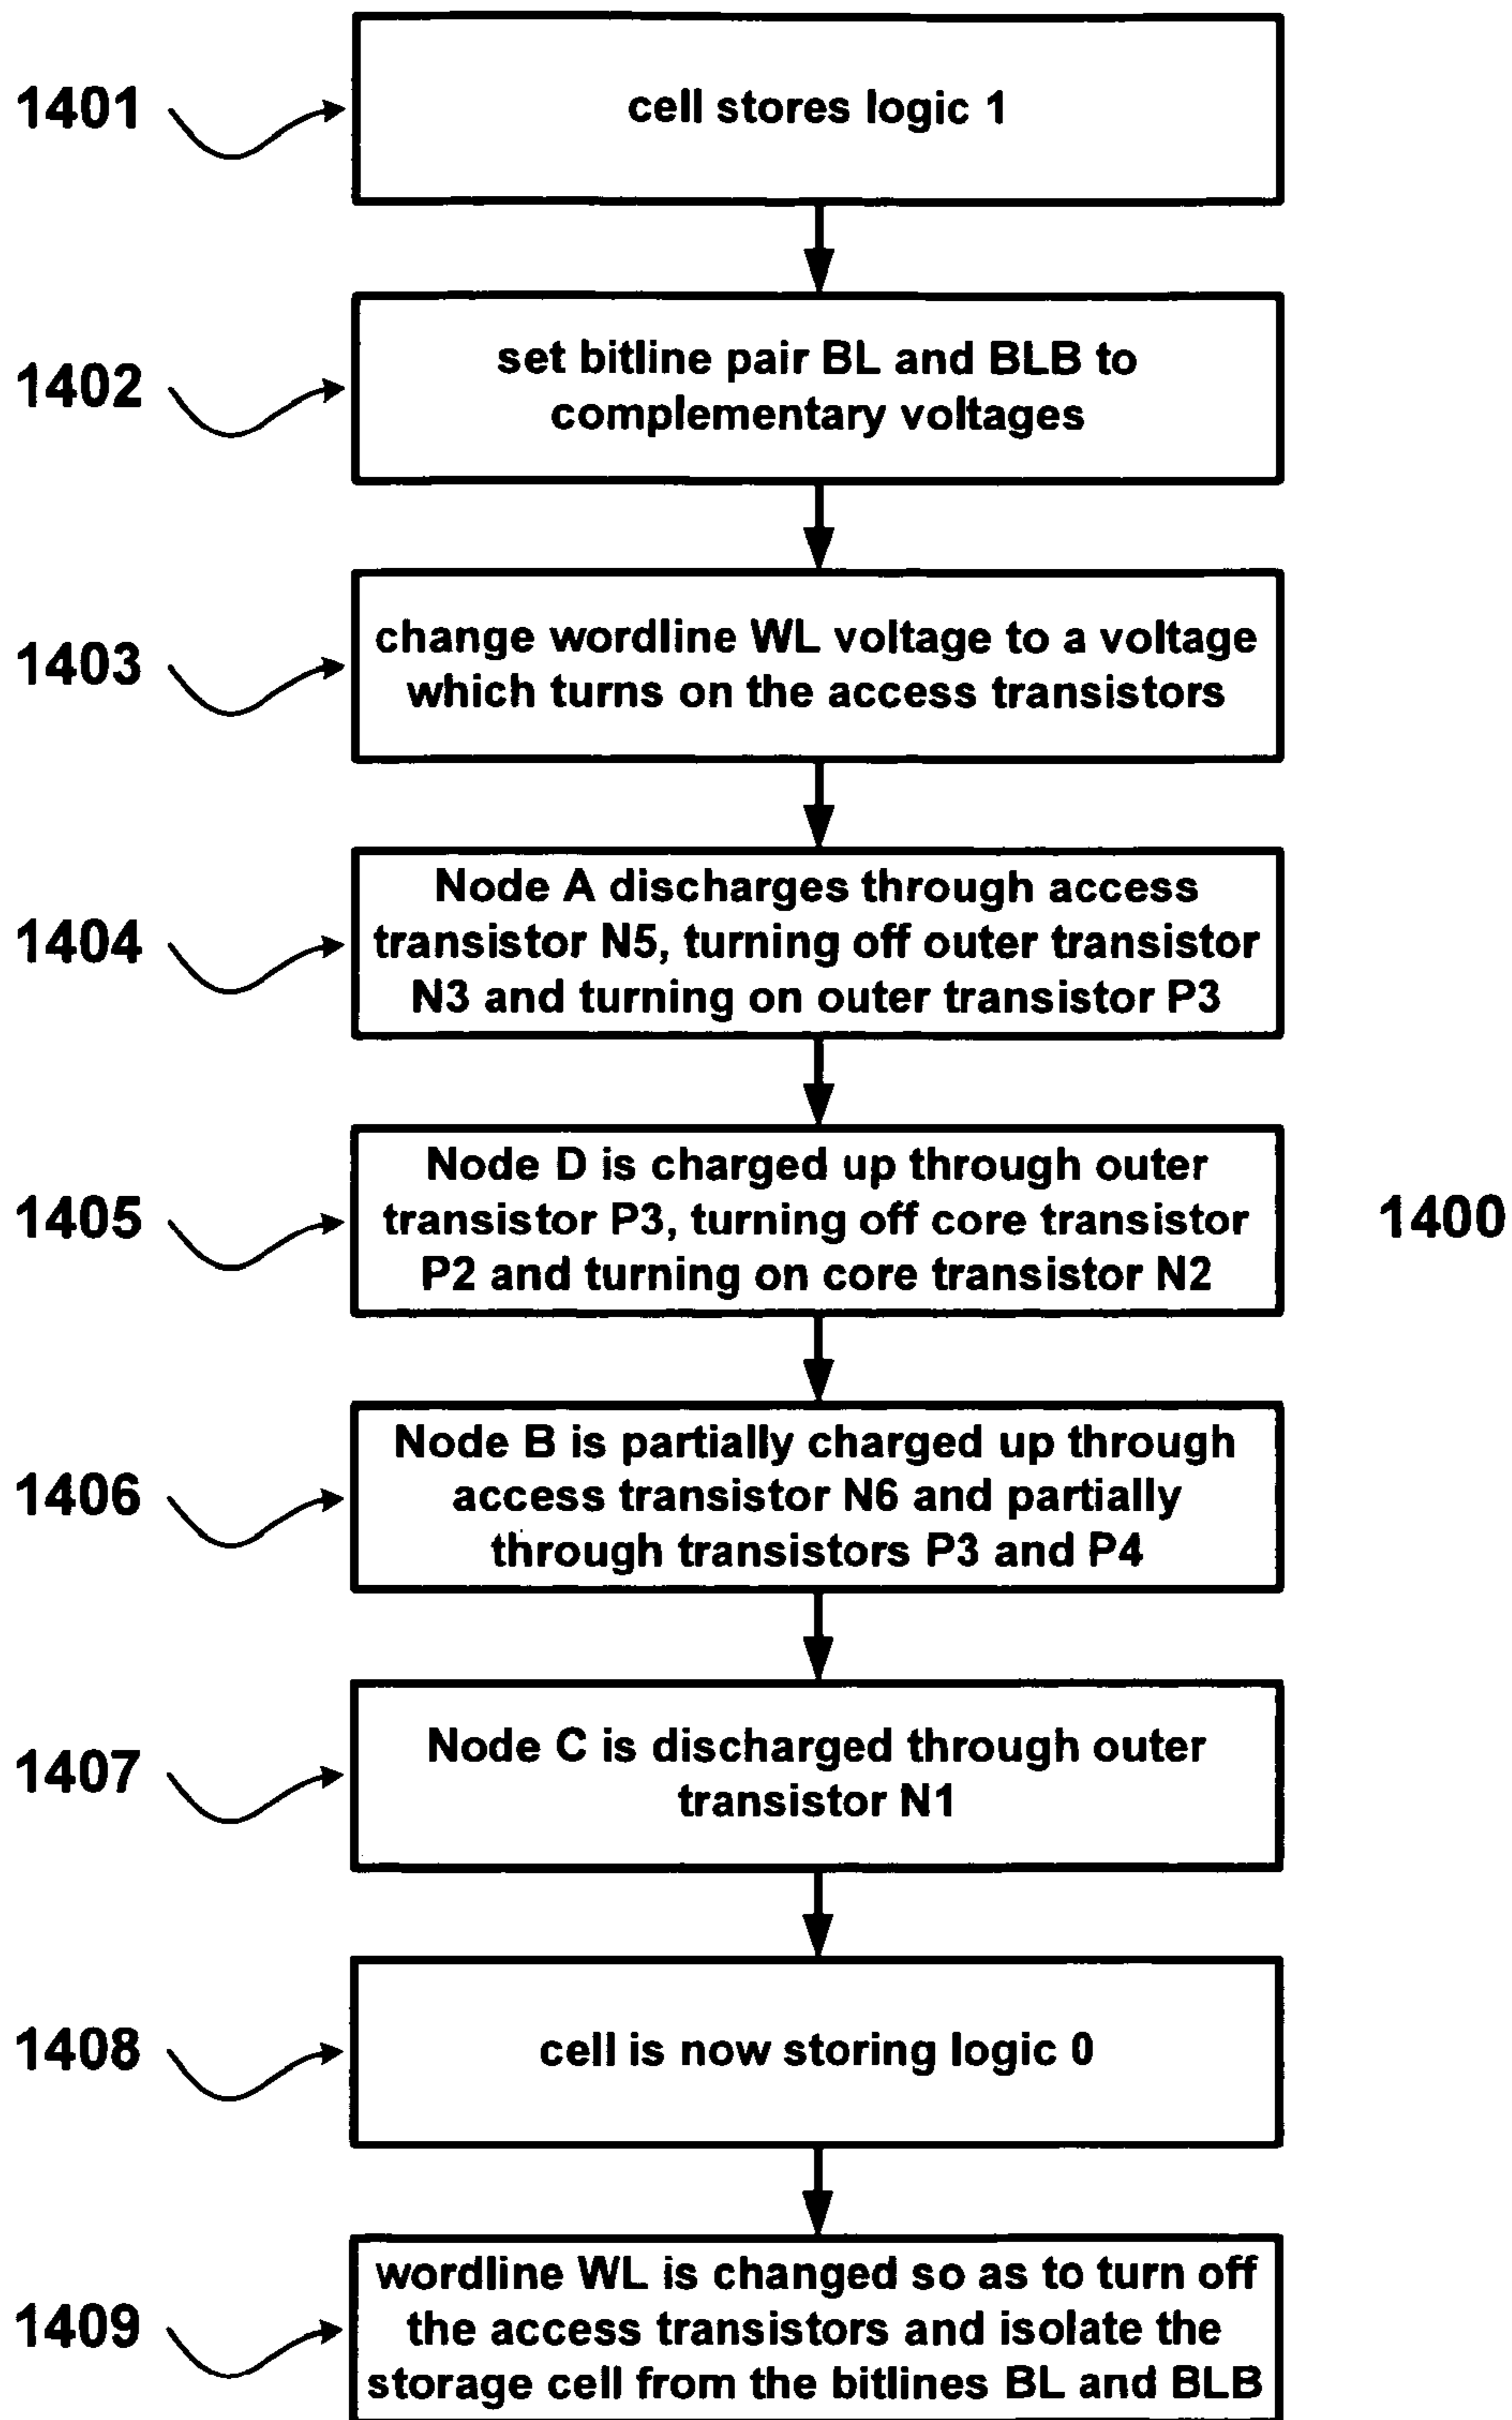 1401
cell stores logic 1
1402
set bitline pair BL and BLB to
complementary voltages
1403
change wordline WL voltage to a voltage
which turns on the access transistors
1404
Node A discharges through access
transistor N5, turning off outer transistor
N3 and turning on outer transistor P3
1405
Node D is charged up through outer
transistor P3, turning off core transistor
P2 and turning on core transistor N2
1400
1406
Node B is partially charged up through
access transistor N6 and partially
through transistors P3 and P4
1407
Node C is discharged through outer
transistor N1
1408
cell is now storing logic 0
1409
wordline WL is changed so as to turn off
the access transistors and isolate the
storage cell from the bitlines BL and BLB